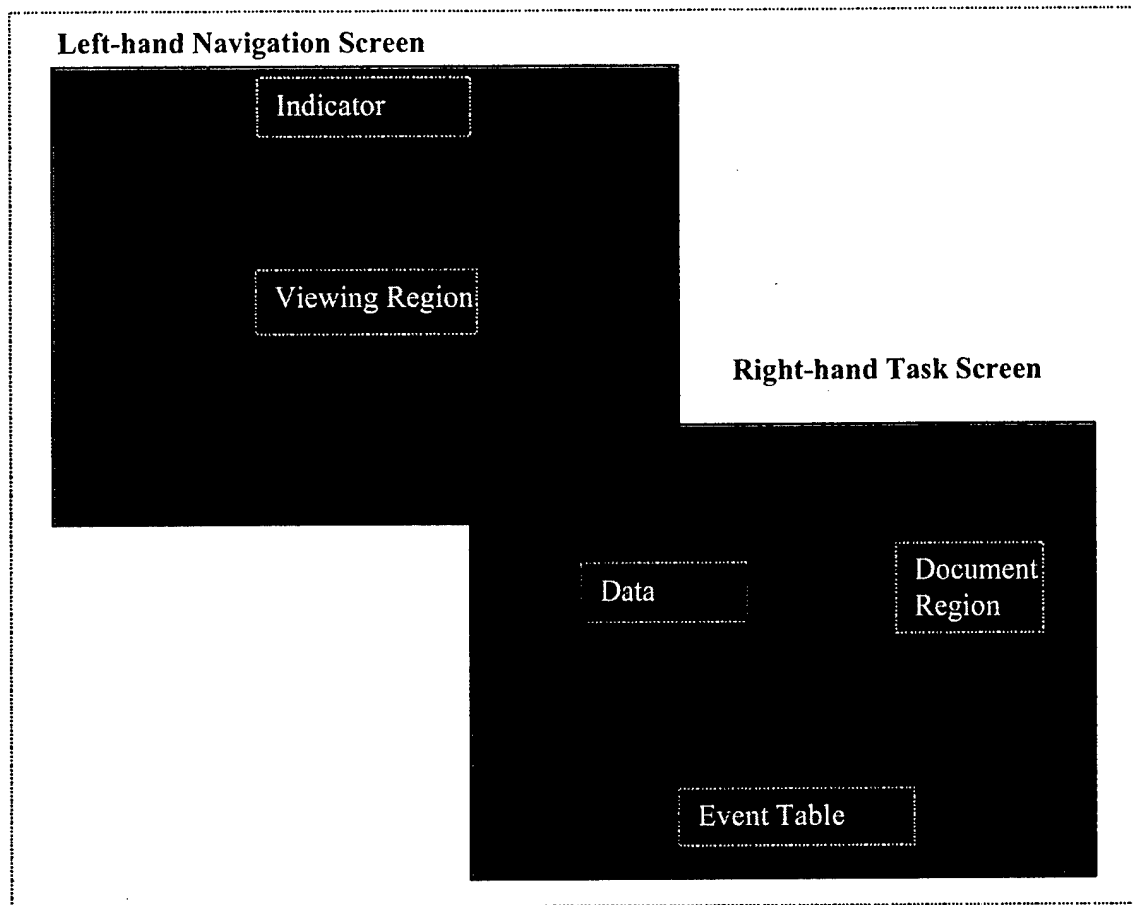 Left-hand Navigation Screen
Indicator
Viewing Region
Right-hand Task Screen
Data
Document
Region
Event Table